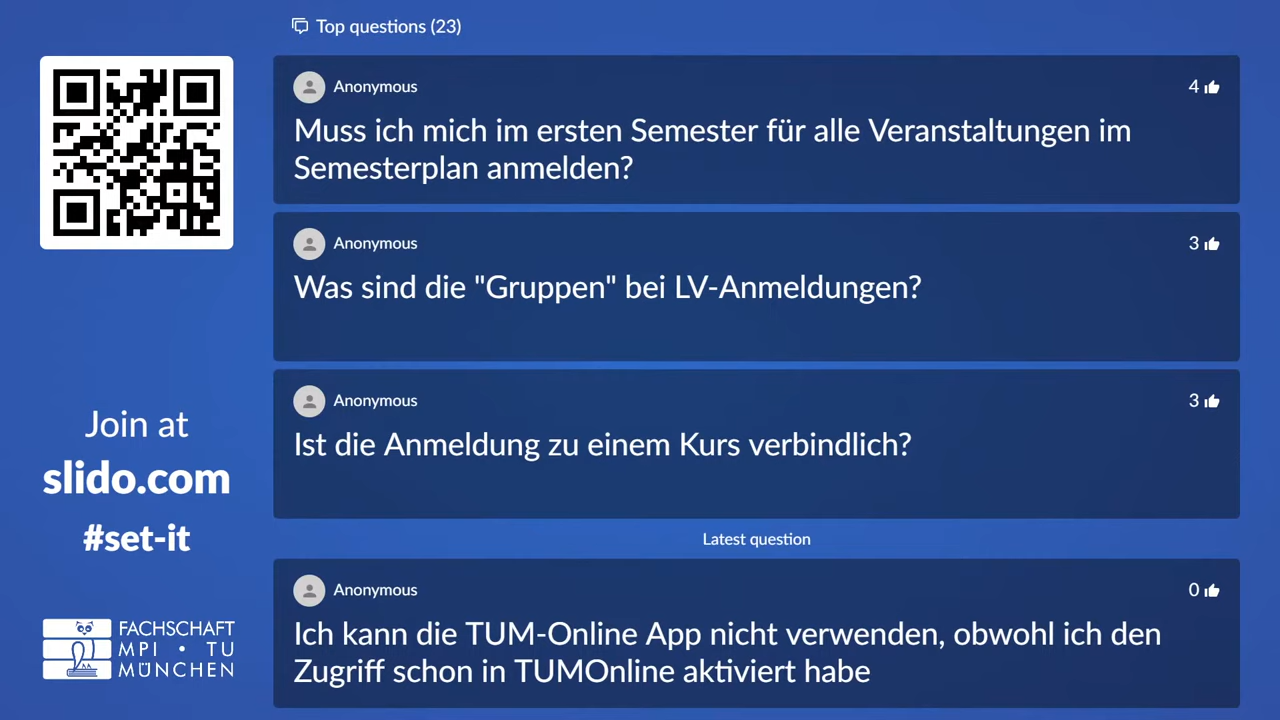 Top questions (23)
Anonymous
4
Muss ich mich im ersten Semester für alle Veranstaltungen im
Semesterplan anmelden?
Anonymous
3
Was sind die "Gruppen" bei LV-Anmeldungen?
Anonymous
3
Ist die Anmeldung zu einem Kurs verbindlich?
Latest question
Anonymous
0
Ich kann die TUM-Online App nicht verwenden, obwohl ich den
Zugriff schon in TUMOnline aktiviert habe
Join at
slido.com
#set-it
FACHSCHAFT
MPI • TU
MÜNCHEN